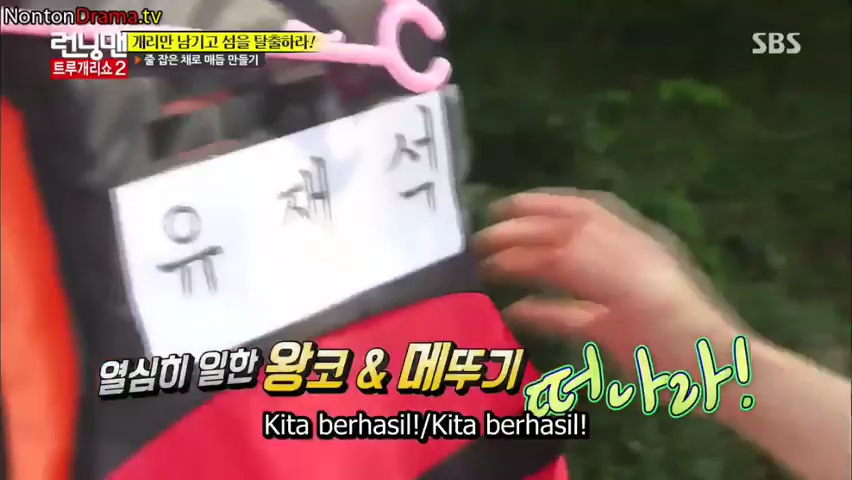 NontonDrama.tv
런닝맨
트루개리쇼 2
개리만 남기고 섬을 탈출하라!
▶ 줄 잡은 채로 매듭 만들기
SBS
유재석
열심히 일한 왕코 & 메뚜기 떠나라!
Kita berhasil!/Kita berhasil!